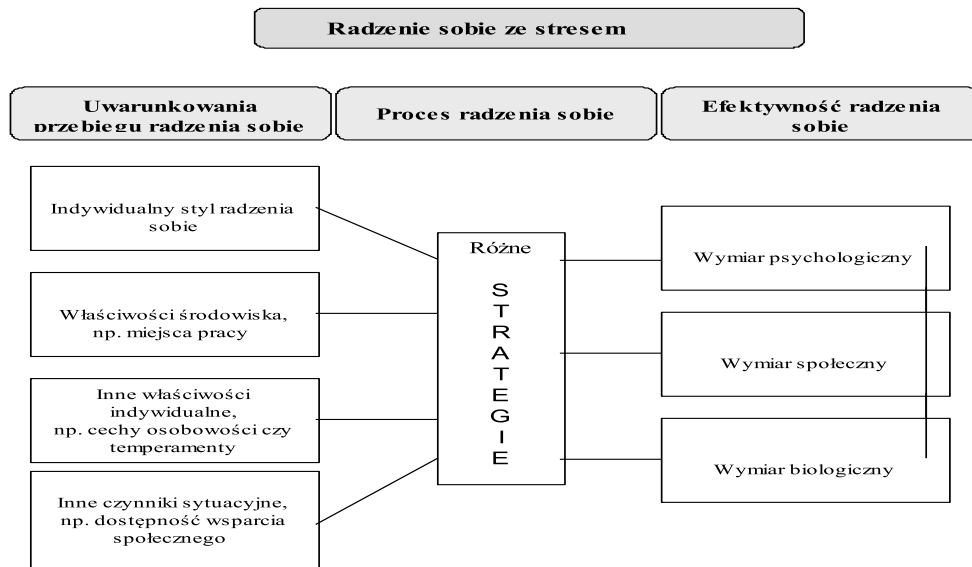 Radzenie sobie ze stresem
Uwarunkowania
przebiegu radzenia sobie
Proces radzenia sobie
Efektywność radzenia
sobie
Indywidualny styl radzenia
sobie
Właściwości środowiska,
np. miejsca pracy
Inne właściwości
indywidualne,
np. cechy osobowości czy
temperamenty
Inne czynniki sytuacyjne,
np. dostępność wsparcia
społecznego
Różne
S
T
R
A
T
E
G
I
E
Wymiar psychologiczny
Wymiar społeczny
Wymiar biologiczny